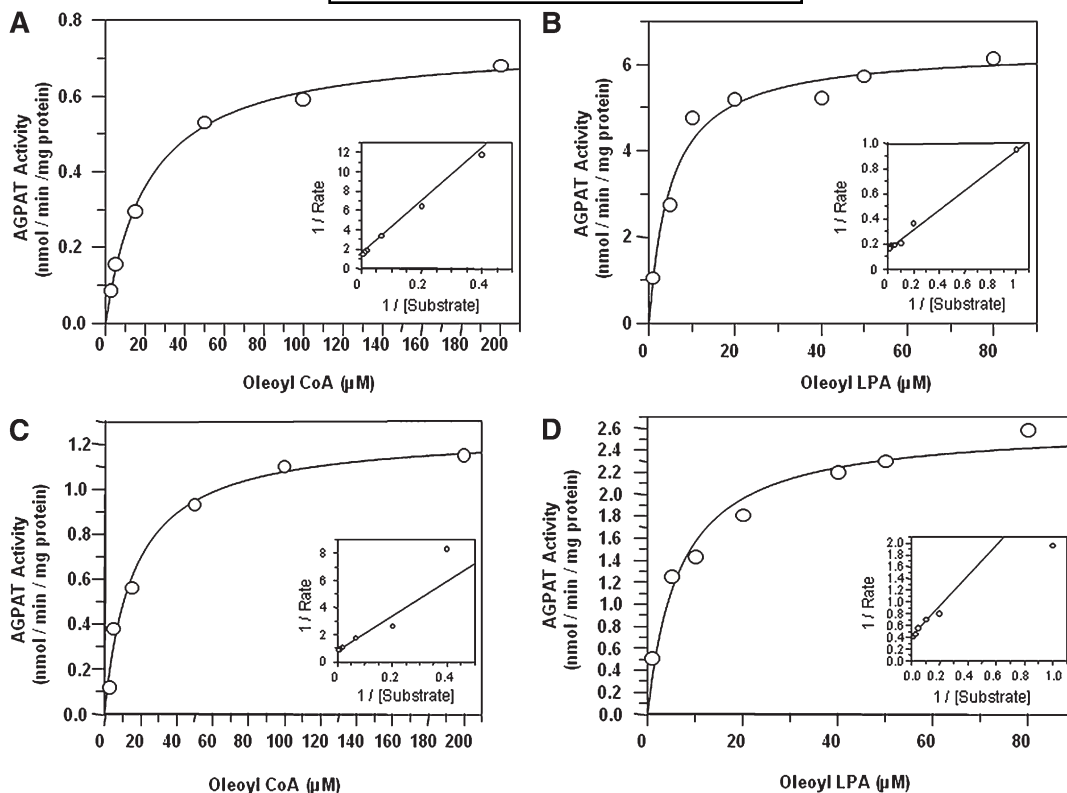 A
AGPAT Activity
(nmol / min /mg protein)
0.8
0.6
0.4
0.2
0.0
0 20 40 60 80 100 120 140 160 180 200
Oleoyl CoA (µM)
1 / Rate
12
10
8
6
4
2
0
0 0.2 0.4
1 / [Substrate]
B
AGPAT Activity
(nmol / min / mg protein)
6
4
2
0
0 20 40 60 80
Oleoyl LPA (µM)
1 / Rate
1.0
0.8
0.6
0.4
0.2
0
0 0.2 0.4 0.6 0.8 1
1 / [Substrate]
C
AGPAT Activity
(nmol / min / mg protein)
1.2
1.0
0.8
0.6
0.4
0.2
0.0
0 20 40 60 80 100 120 140 160 180 200
Oleoyl CoA (µM)
1 / Rate
8
6
4
2
0
0 0.2 0.4
1 / [Substrate]
D
AGPAT Activity
(nmol / min / mg protein)
2.6
2.4
2.2
2.0
1.8
1.6
1.4
1.2
1.0
0.8
0.6
0.4
0.2
0.0
0 20 40 60 80
Oleoyl LPA (µM)
1 / Rate
2.0
1.8
1.6
1.4
1.2
1.0
0.8
0.6
0.4
0.2
0.0
0.0 0.2 0.4 0.6 0.8 1.0
1 / [Substrate]